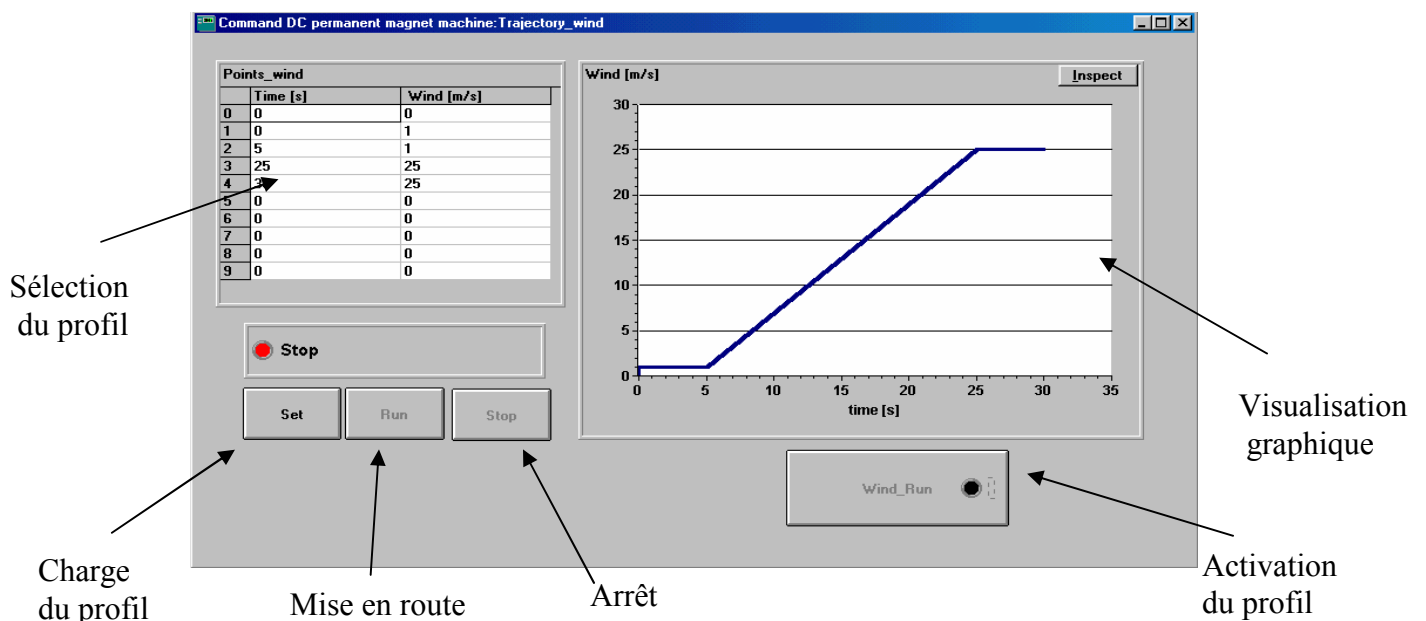 Command DC permanent magnet machine:Trajectory_wind
Points_wind
Time [s] Wind [m/s]
0 0 0
1 0 1
2 5 1
3 25 25
4 25
5 0 0
6 0 0
7 0 0
8 0 0
9 0 0
Stop
Set Run Stop
Wind [m/s]
Inspect
30
25
20
15
10
5
0
0 5 10 15 20 25 30 35
time [s]
Wind_Run
Sélection
du profil
Visualisation
graphique
Charge
du profil
Mise en route
Arrêt
Activation
du profil